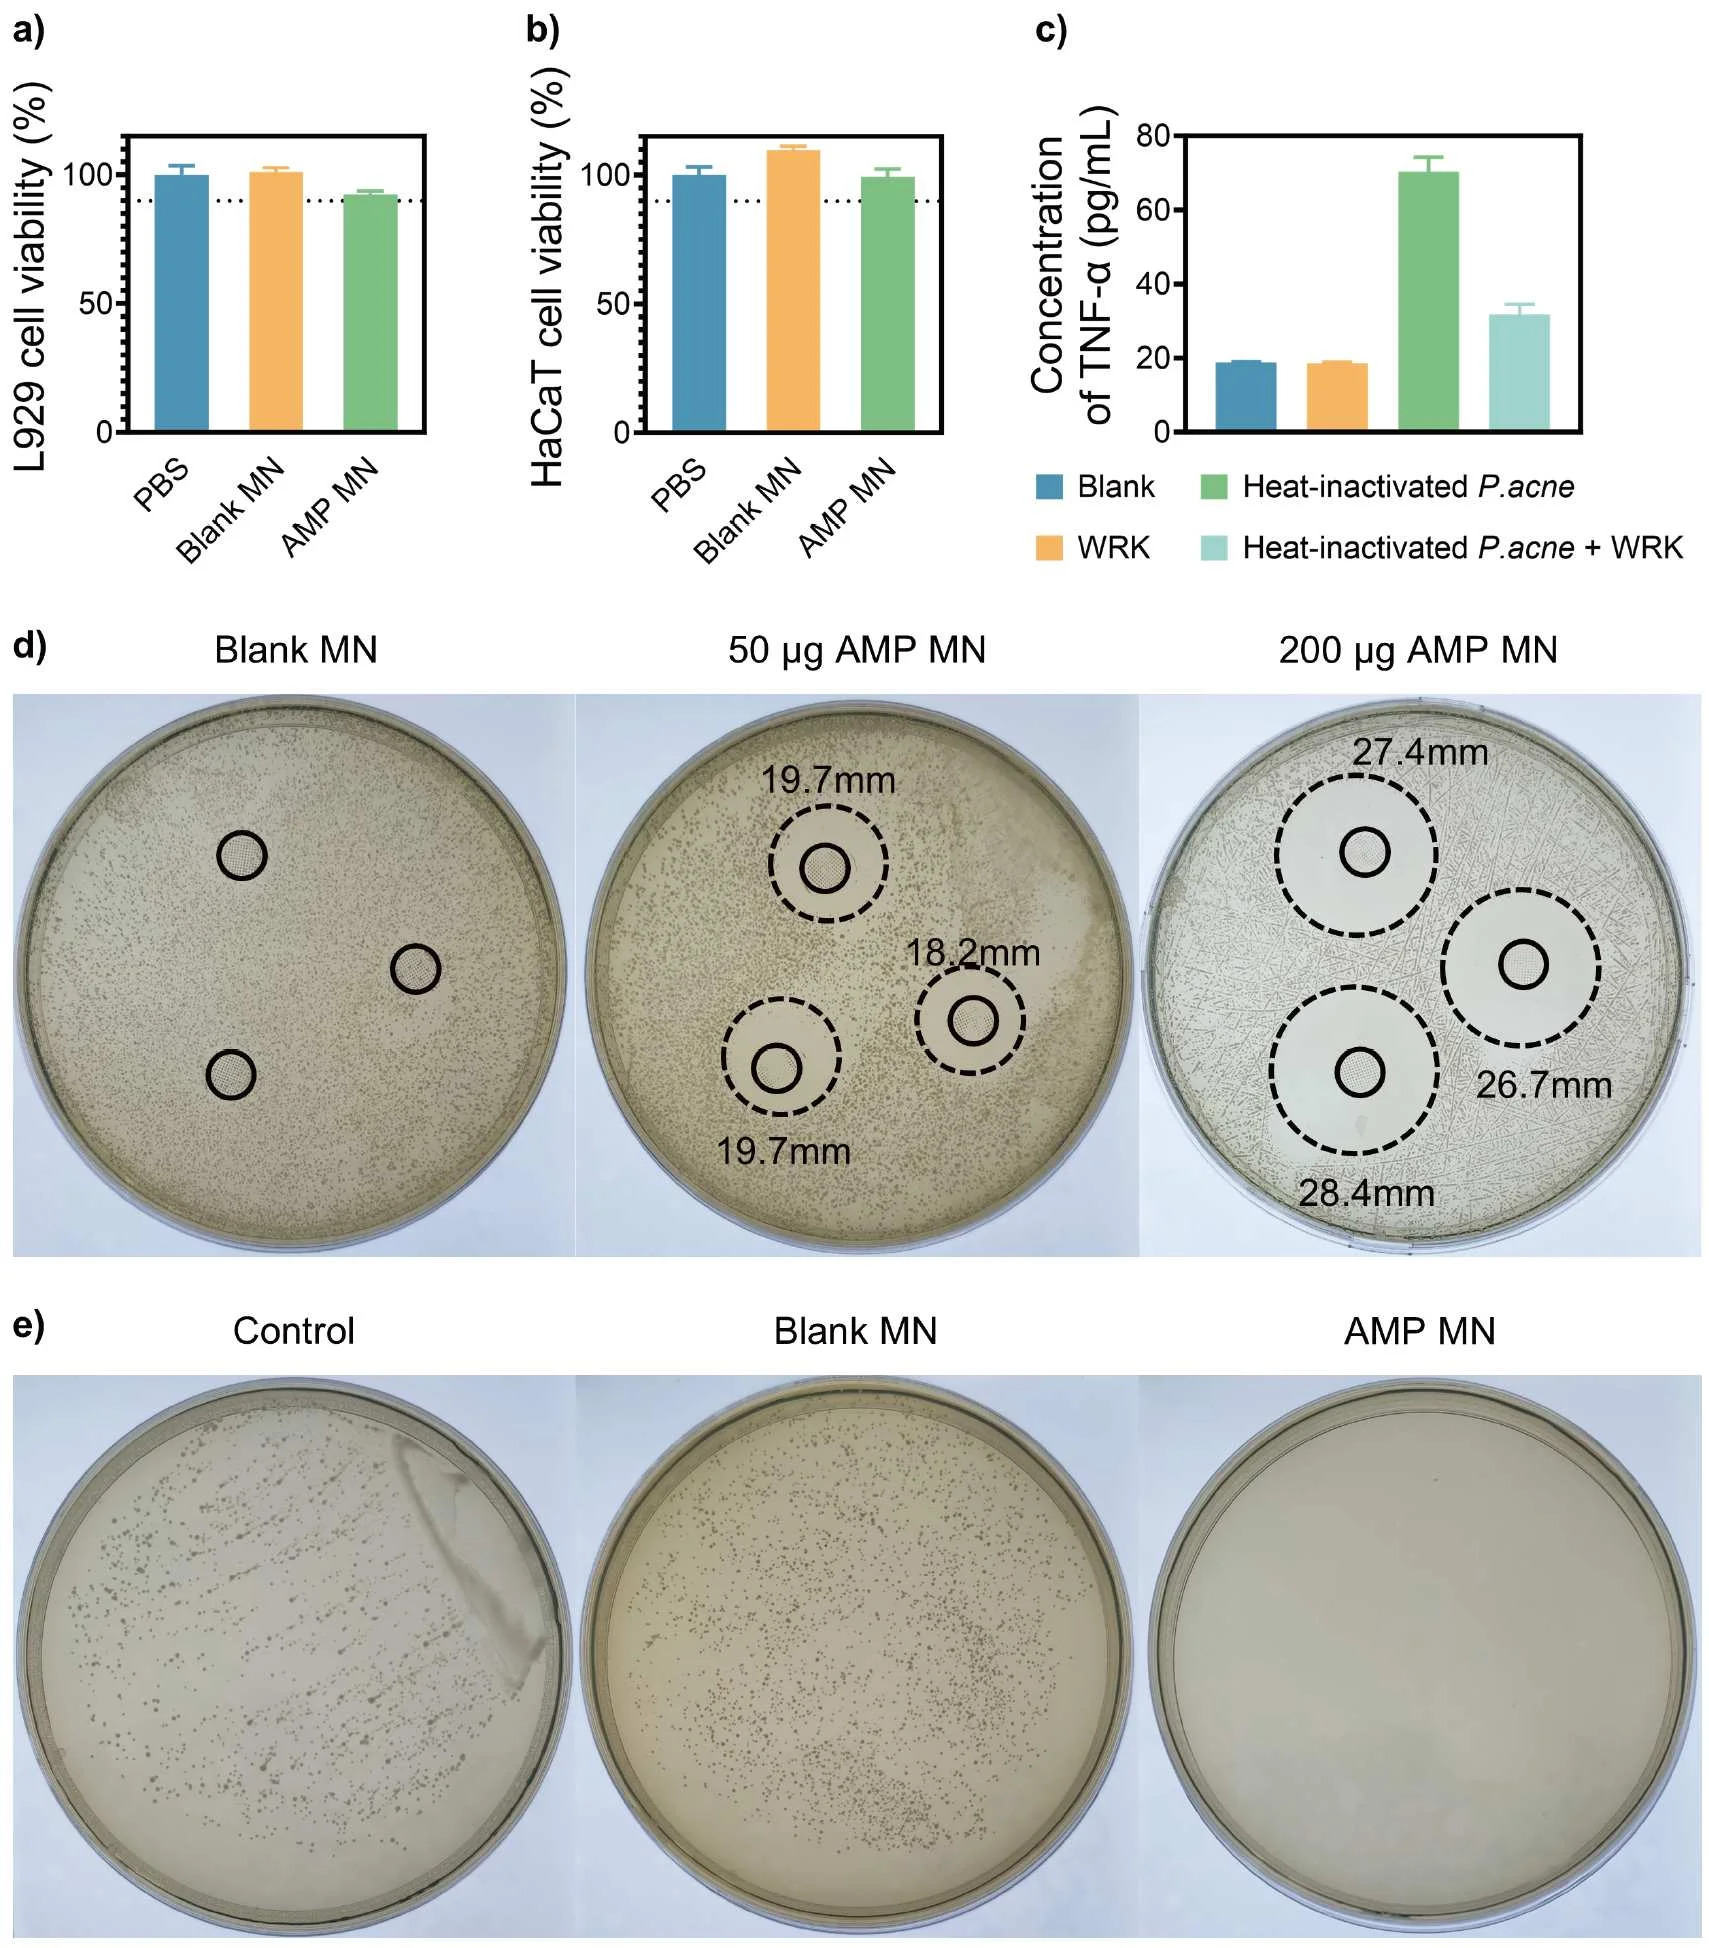 a)
L929 cell viability (%)
100
50
0
PBS
Blank MN
AMP MN
b)
HaCaT cell viability (%)
100
50
0
PBS
Blank MN
AMP MN
c)
Concentration
of TNF-α (pg/mL)
80
60
40
20
0
Blank
Heat-inactivated P.acne
WRK
Heat-inactivated P.acne + WRK
d)
Blank MN
50 μg AMP MN
200 μg AMP MN
19.7mm
18.2mm
19.7mm
27.4mm
26.7mm
28.4mm
e)
Control
Blank MN
AMP MN